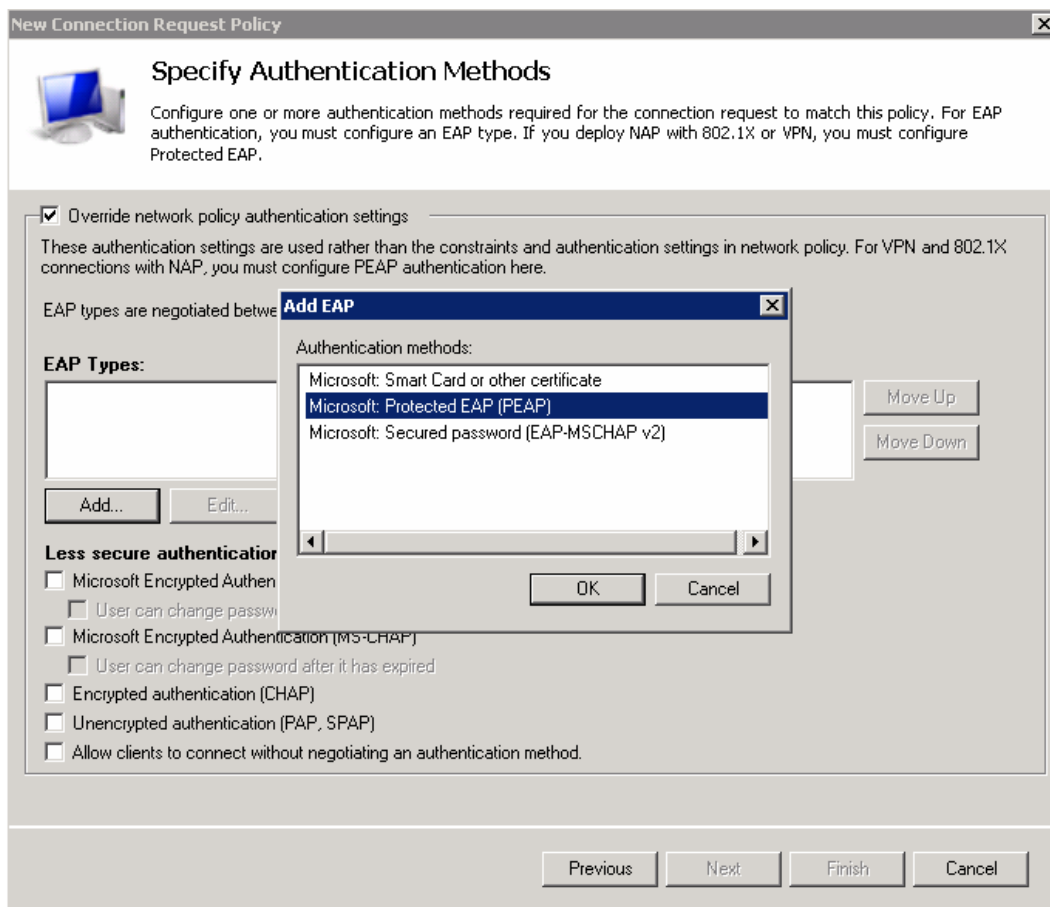 New Connection Request Policy
Specify Authentication Methods
Configure one or more authentication methods required for the connection request to match this policy. For EAP
authentication, you must configure an EAP type. If you deploy NAP with 802.1X or VPN, you must configure
Protected EAP.
Override network policy authentication settings
These authentication settings are used rather than the constraints and authentication settings in network policy. For VPN and 802.1X
connections with NAP, you must configure PEAP authentication here.
EAP types are negotiated
Add EAP
Authentication methods:
Microsoft: Smart Card or other certificate
Microsoft: Protected EAP (PEAP)
Microsoft: Secured password (EAP-MSCHAP v2)
OK Cancel
EAP Types:
Move Up
Move Down
Add... Edit...
Less secure
Microsoft Encrypted
User can change
Microsoft Encrypted Authentication (MS-CHAP)
User can change password after it has expired
Encrypted authentication (CHAP)
Unencrypted authentication (PAP, SPAP)
Allow clients to connect without negotiating an authentication method.
Previous Next Finish Cancel